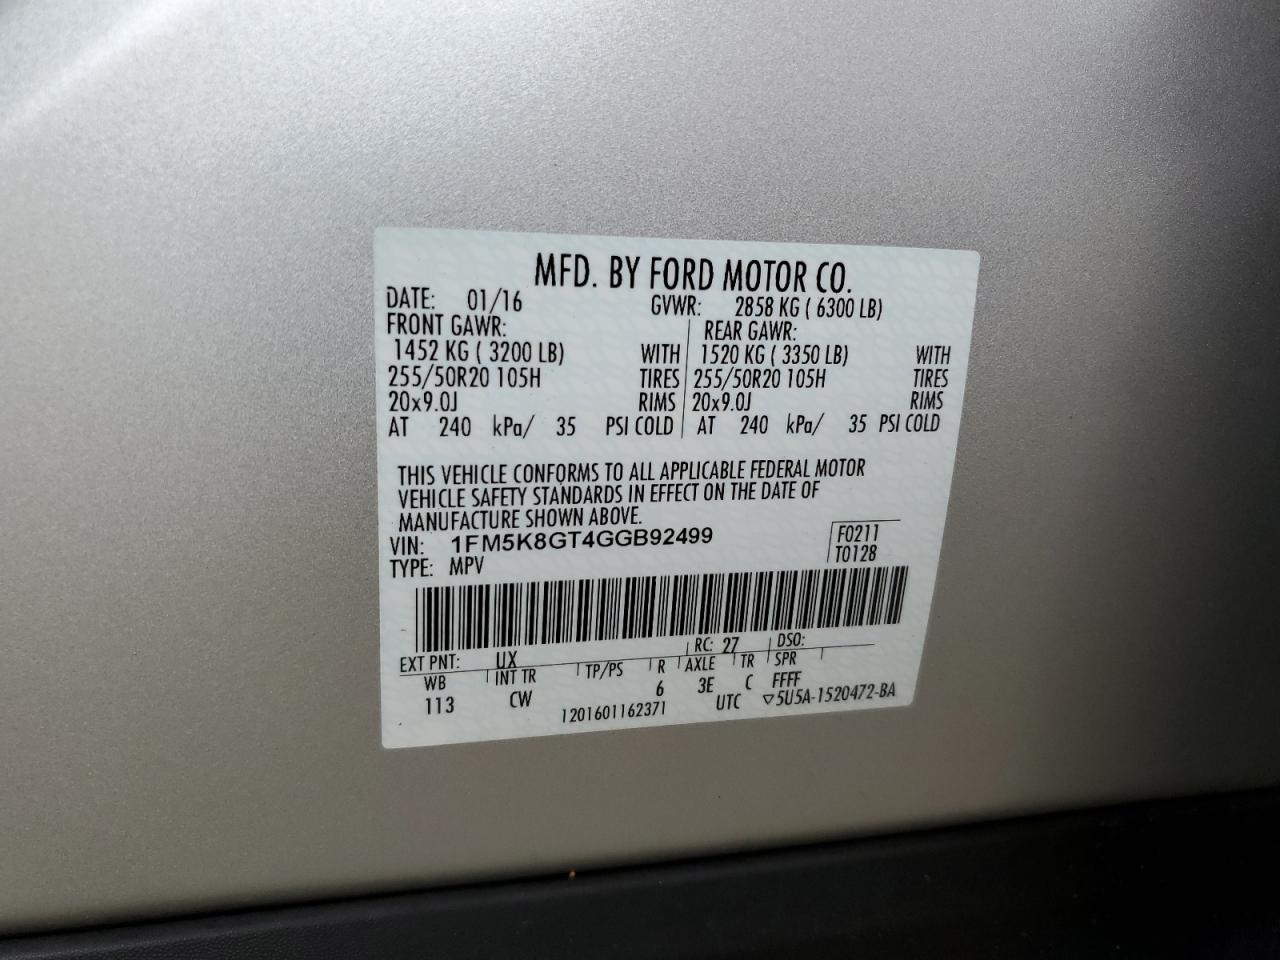 MFD. BY FORD MOTOR CO.
DATE: 01/16 GVWR: 2858 KG ( 6300 LB)
FRONT GAWR: REAR GAWR:
1452 KG ( 3200 LB) WITH 1520 KG ( 3350 LB) WITH
255/50R20 105H TIRES 255/50R20 105H TIRES
20x9.0J RIMS 20x9.0J RIMS
AT 240 kPa/ 35 PSI COLD AT 240 kPa/ 35 PSI COLD
THIS VEHICLE CONFORMS TO ALL APPLICABLE FEDERAL MOTOR
VEHICLE SAFETY STANDARDS IN EFFECT ON THE DATE OF
MANUFACTURE SHOWN ABOVE.
VIN: 1FM5K8GT4GGB92499 F0211
TYPE: MPV T0128
EXT PNT: UX RC: 27 DSO:
WB INT TR TP/PS R AXLE TR SPR
113 CW 6 3E C FFFF
1201601162371 UTC ▽5U5A-1520472-BA